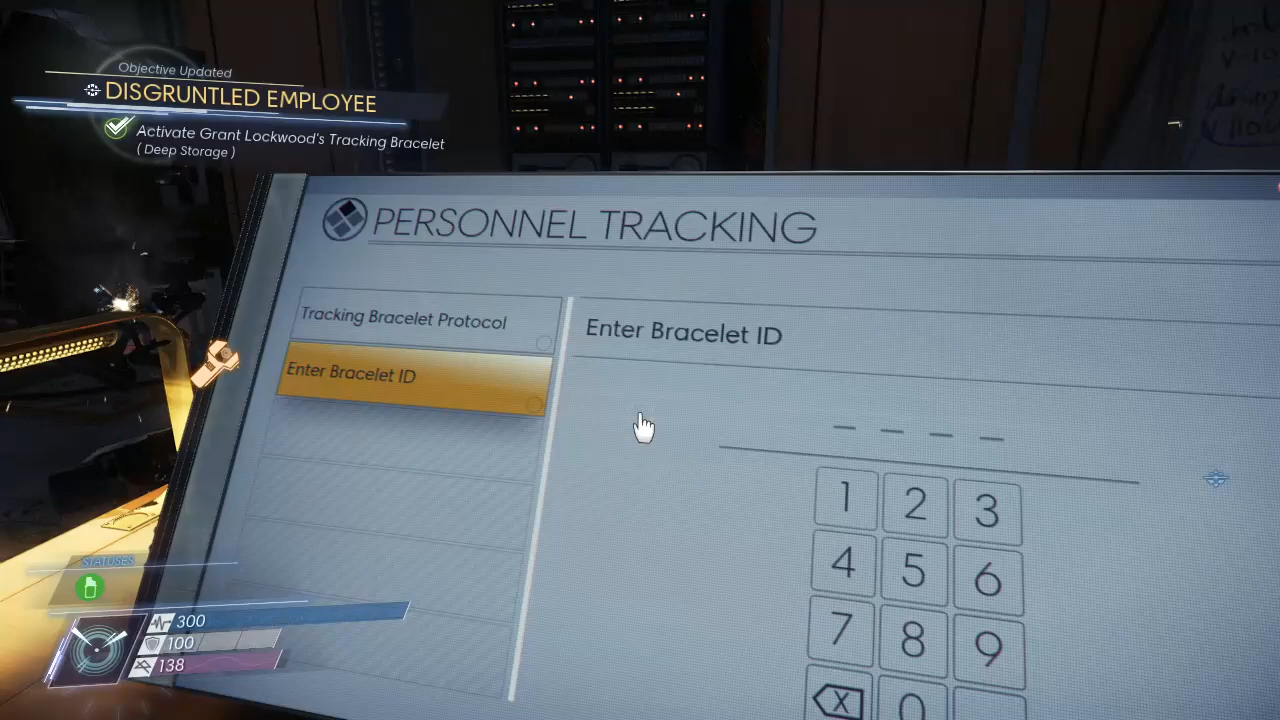 Objective Updated
DISGRUNTLED EMPLOYEE
Activate Grant Lockwood's Tracking Bracelet
( Deep Storage )
PERSONNEL TRACKING
Tracking Bracelet Protocol
Enter Bracelet ID
Enter Bracelet ID
1 2 3
4 5 6
7 8 9
X 0
STATUSES
300
100
138